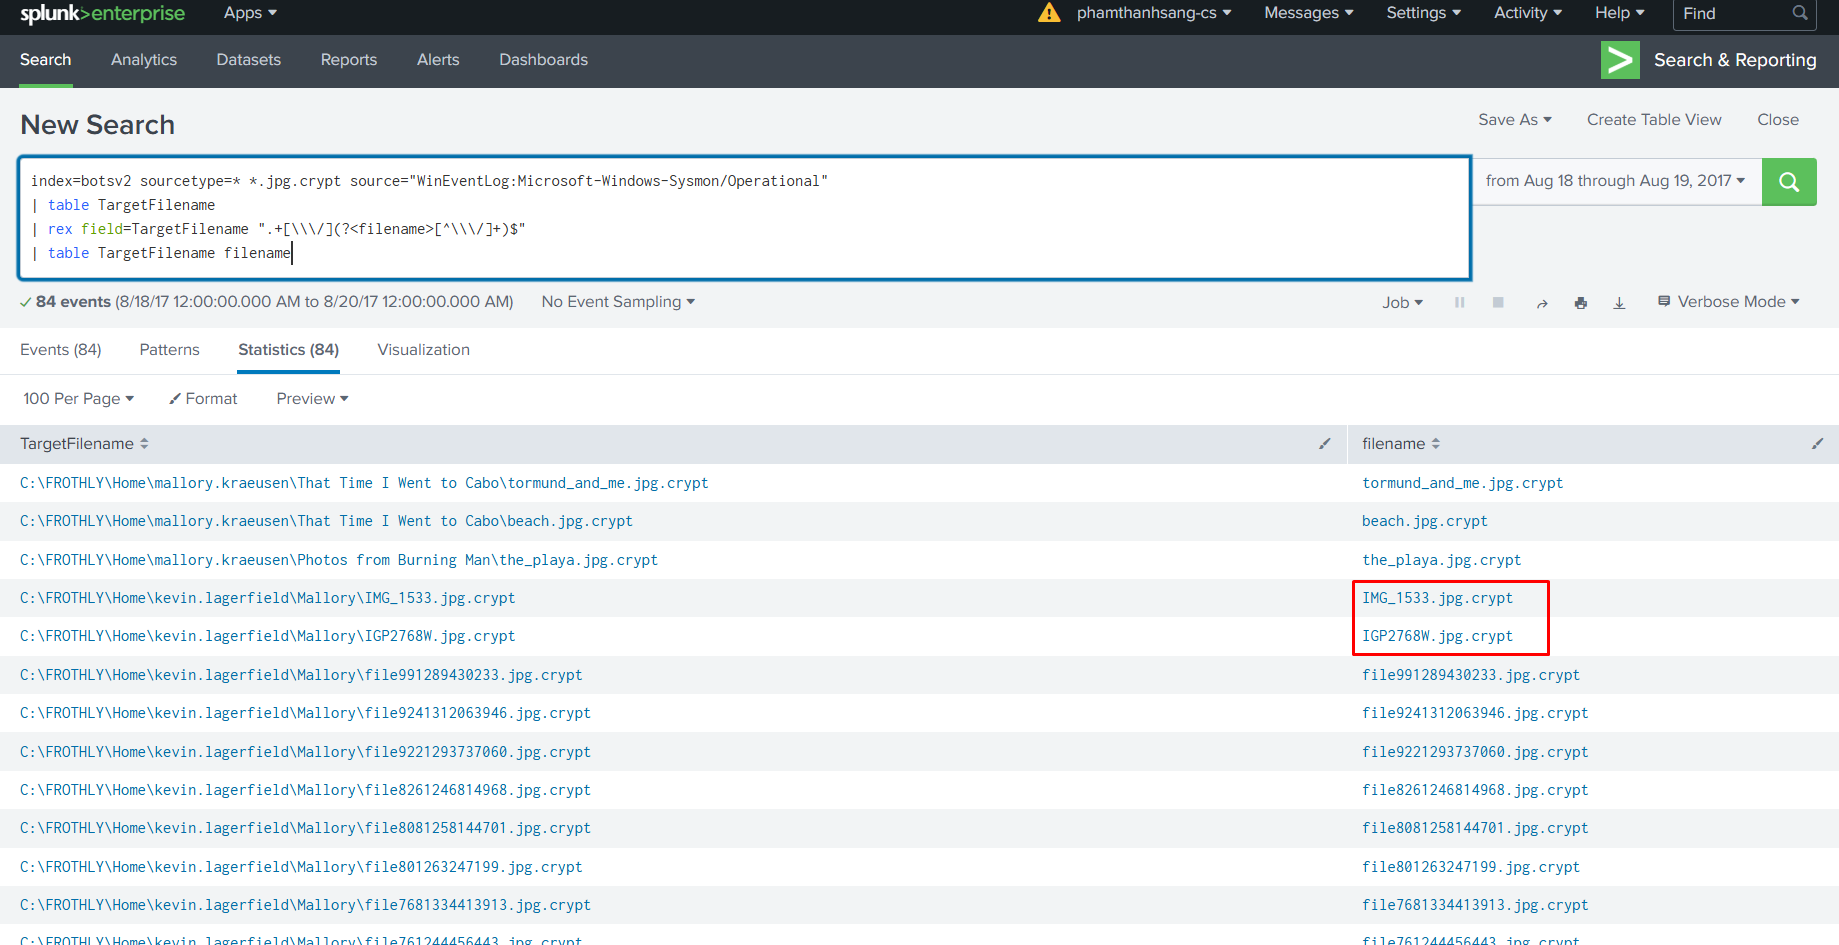 splunk>enterprise Apps phamthanhsang-cs Messages Settings Activity Help Find
Search Analytics Datasets Reports Alerts Dashboards Search & Reporting
New Search Save As Create Table View Close
index=botsv2 sourcetype=* *.jpg.crypt source="WinEventLog:Microsoft-Windows-Sysmon/Operational" from Aug 18 through Aug 19, 2017
| table TargetFilename
| rex field=TargetFilename ".+[\\\/](?<filename>[^\\\/]+)$"
| table TargetFilename filename
84 events (8/18/17 12:00:00.000 AM to 8/20/17 12:00:00.000 AM) No Event Sampling Job Verbose Mode
Events (84) Patterns Statistics (84) Visualization
100 Per Page Format Preview
TargetFilename filename
C:\FROTHLY\Home\mallory.kraeusen\That Time I Went to Cabo\tormund_and_me.jpg.crypt tormund_and_me.jpg.crypt
C:\FROTHLY\Home\mallory.kraeusen\That Time I Went to Cabo\beach.jpg.crypt beach.jpg.crypt
C:\FROTHLY\Home\mallory.kraeusen\Photos from Burning Man\the_playa.jpg.crypt the_playa.jpg.crypt
C:\FROTHLY\Home\kevin.lagerfield\Mallory\IMG_1533.jpg.crypt IMG_1533.jpg.crypt
C:\FROTHLY\Home\kevin.lagerfield\Mallory\IGP2768W.jpg.crypt IGP2768W.jpg.crypt
C:\FROTHLY\Home\kevin.lagerfield\Mallory\file991289430233.jpg.crypt file991289430233.jpg.crypt
C:\FROTHLY\Home\kevin.lagerfield\Mallory\file9241312063946.jpg.crypt file9241312063946.jpg.crypt
C:\FROTHLY\Home\kevin.lagerfield\Mallory\file9221293737060.jpg.crypt file9221293737060.jpg.crypt
C:\FROTHLY\Home\kevin.lagerfield\Mallory\file8261246814968.jpg.crypt file8261246814968.jpg.crypt
C:\FROTHLY\Home\kevin.lagerfield\Mallory\file8081258144701.jpg.crypt file8081258144701.jpg.crypt
C:\FROTHLY\Home\kevin.lagerfield\Mallory\file801263247199.jpg.crypt file801263247199.jpg.crypt
C:\FROTHLY\Home\kevin.lagerfield\Mallory\file7681334413913.jpg.crypt file7681334413913.jpg.crypt
C:\FROTHLY\Home\kevin.lagerfield\Mallory\file761244456443.jpg.crypt file761244456443.jpg.crypt